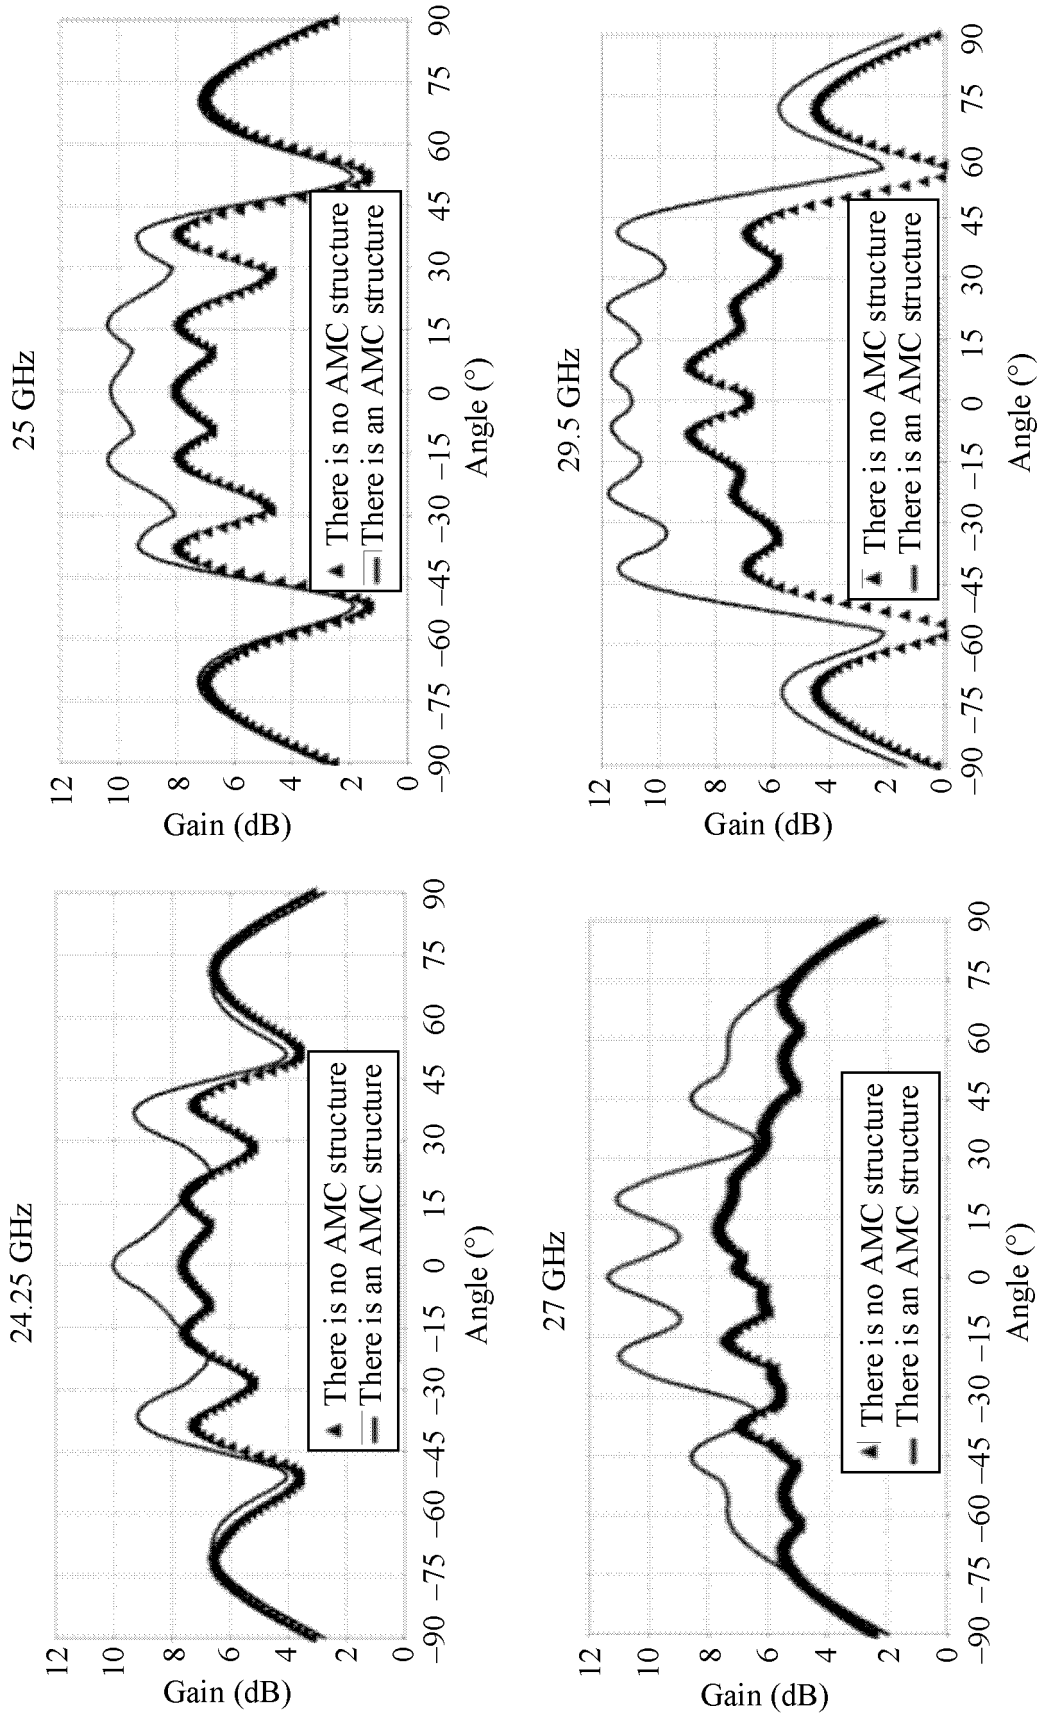 24.25 GHz
12
10
8
6
4
2
0
Gain (dB)
−90 −75 −60 −45 −30 −15 0 15 30 45 60 75 90
Angle (°)
▲ There is no AMC structure
There is an AMC structure
25 GHz
12
10
8
6
4
2
0
Gain (dB)
−90 −75 −60 −45 −30 −15 0 15 30 45 60 75 90
Angle (°)
▲ There is no AMC structure
There is an AMC structure
27 GHz
12
10
8
6
4
2
0
Gain (dB)
−90 −75 −60 −45 −30 −15 0 15 30 45 60 75 90
Angle (°)
▲ There is no AMC structure
There is an AMC structure
29.5 GHz
12
10
8
6
4
2
0
Gain (dB)
−90 −75 −60 −45 −30 −15 0 15 30 45 60 75 90
Angle (°)
▲ There is no AMC structure
There is an AMC structure